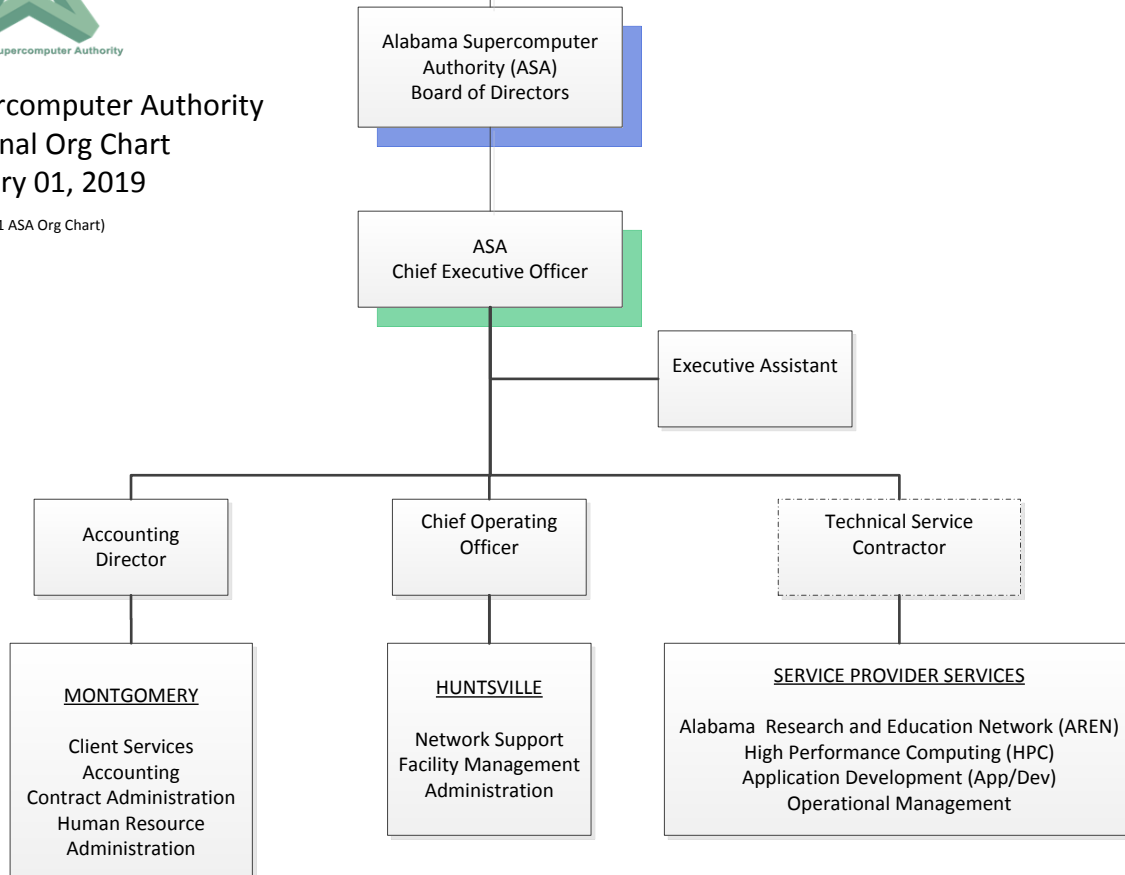 Supercomputer Authority
Authority
nal Org Chart
01, 2019
ASA Org Chart)
Alabama Supercomputer
Authority (ASA)
Board of Directors
ASA
Chief Executive Officer
Executive Assistant
Accounting
Director
Chief Operating
Officer
Technical Service
Contractor
MONTGOMERY
Client Services
Accounting
Contract Administration
Human Resource
Administration
HUNTSVILLE
Network Support
Facility Management
Administration
SERVICE PROVIDER SERVICES
Alabama Research and Education Network (AREN)
High Performance Computing (HPC)
Application Development (App/Dev)
Operational Management